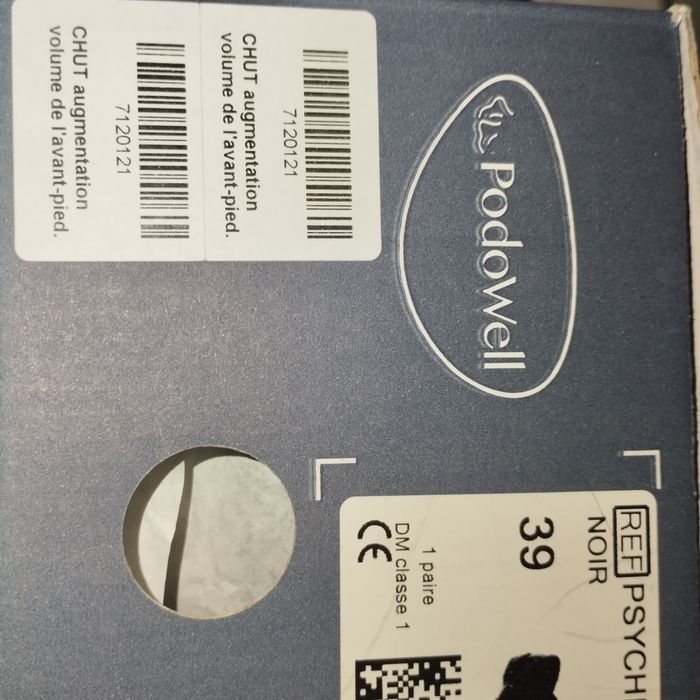 PodoWell
7120121
CHUT augmentation
volume de l'avant-pied.
7120121
CHUT augmentation
volume de l'avant-pied.
REF PSYCH
NOIR
39
1 paire
DM classe 1
CE